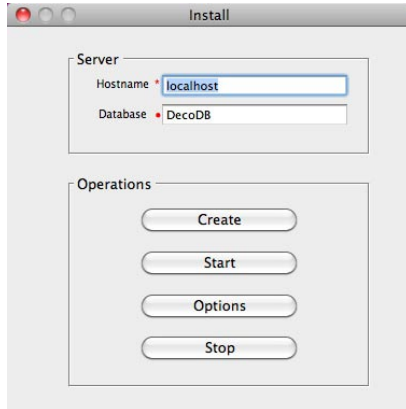 Install
Server
Hostname * localhost
Database • DecoDB
Operations
Create
Start
Options
Stop